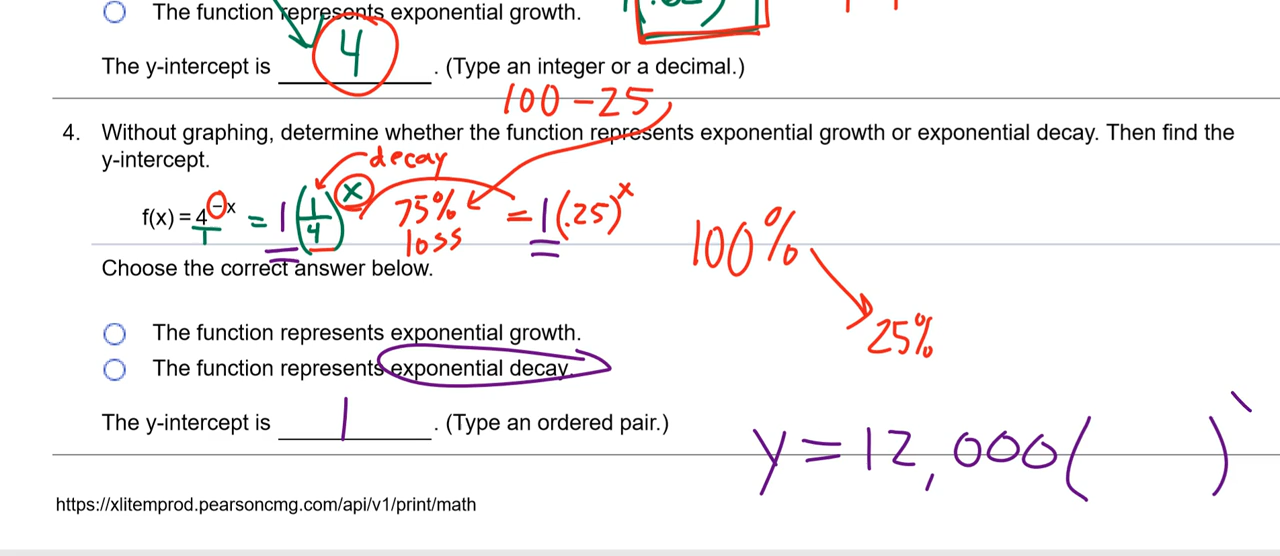 The function represents exponential growth.
The y-intercept is 4. (Type an integer or a decimal.)
100 - 25
4. Without graphing, determine whether the function represents exponential growth or exponential decay. Then find the
y-intercept.
decay
f(x) = 4^-x = 1(1/4)^x 75% loss = 1(.25)^x
100%
25%
Choose the correct answer below.
The function represents exponential growth.
The function represents exponential decay.
The y-intercept is 1. (Type an ordered pair.)
y = 12,000( )
https://xlitemprod.pearsoncmg.com/api/v1/print/math